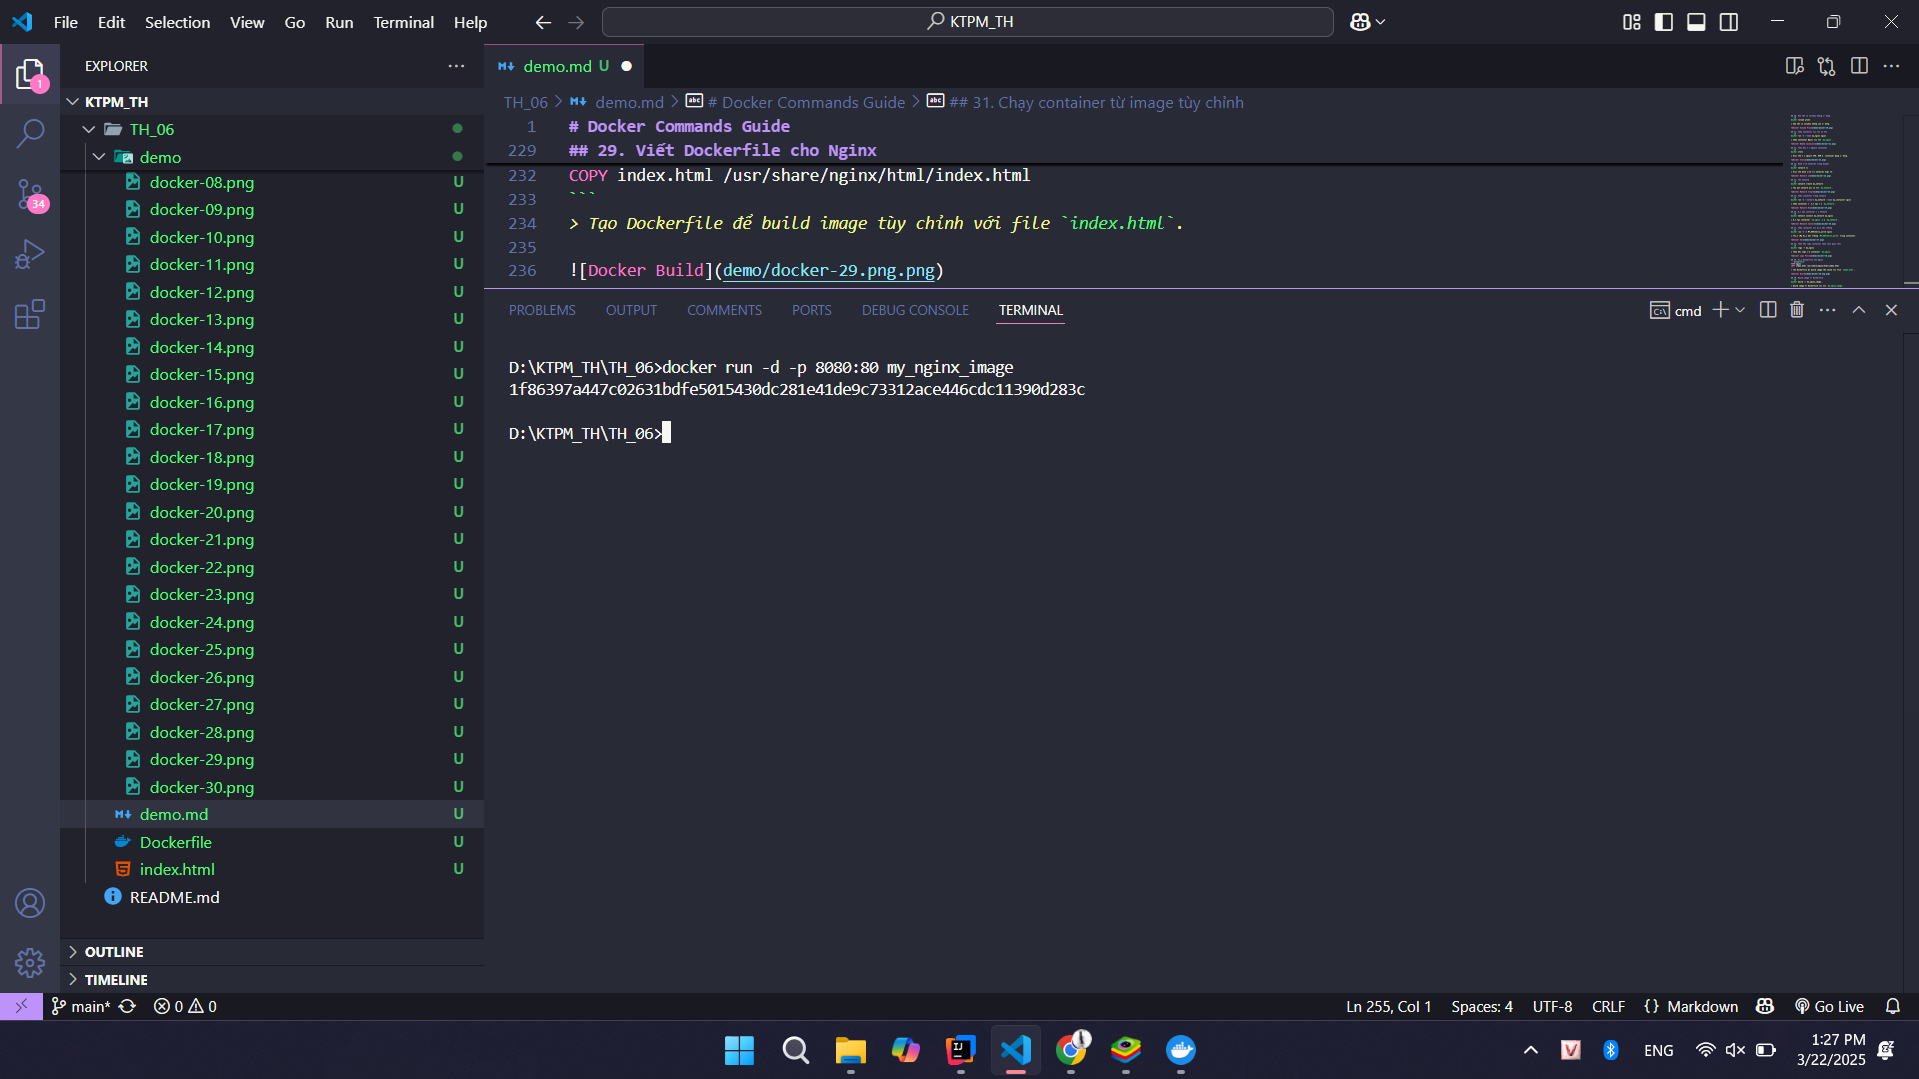 File Edit Selection View Go Run Terminal Help
KTPM_TH
EXPLORER
1
34
KTPM_TH
TH_06
demo
docker-08.png U
docker-09.png U
docker-10.png U
docker-11.png U
docker-12.png U
docker-13.png U
docker-14.png U
docker-15.png U
docker-16.png U
docker-17.png U
docker-18.png U
docker-19.png U
docker-20.png U
docker-21.png U
docker-22.png U
docker-23.png U
docker-24.png U
docker-25.png U
docker-26.png U
docker-27.png U
docker-28.png U
docker-29.png U
docker-30.png U
demo.md U
Dockerfile U
index.html U
README.md
OUTLINE
TIMELINE
demo.md U
TH_06 > demo.md > # Docker Commands Guide > ## 31. Chạy container từ image tùy chỉnh
1 # Docker Commands Guide
229 ## 29. Viết Dockerfile cho Nginx
232 COPY index.html /usr/share/nginx/html/index.html
233 ```
234 > Tạo Dockerfile để build image tùy chỉnh với file `index.html`.
235
236 ![Docker Build](demo/docker-29.png.png)
PROBLEMS OUTPUT COMMENTS PORTS DEBUG CONSOLE TERMINAL
cmd
D:\KTPM_TH\TH_06>docker run -d -p 8080:80 my_nginx_image
1f86397a447c02631bdfe5015430dc281e41de9c73312ace446cdc11390d283c
D:\KTPM_TH\TH_06>
main* 0 0
Ln 255, Col 1 Spaces: 4 UTF-8 CRLF {} Markdown Go Live
ENG
1:27 PM
3/22/2025